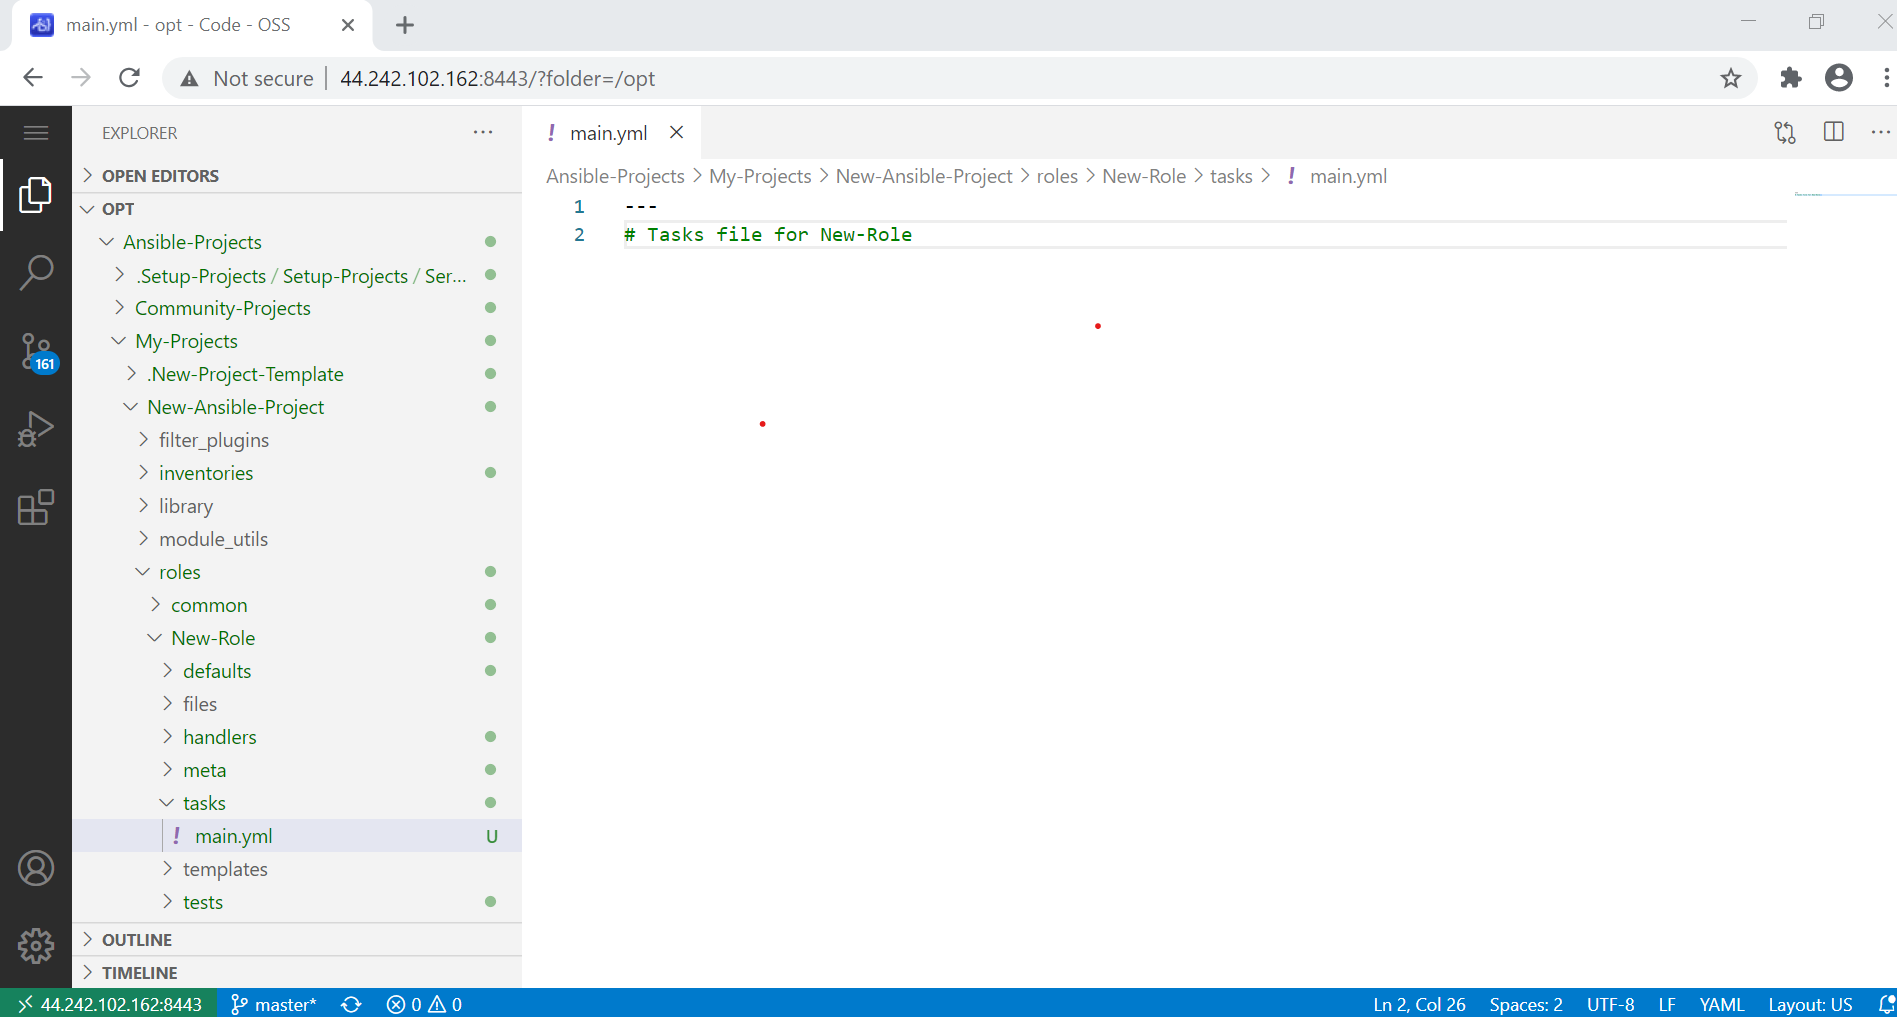 main.yml - opt - Code - OSS
Not secure 44.242.102.162:8443/?folder=/opt
EXPLORER
OPEN EDITORS
OPT
Ansible-Projects
.Setup-Projects / Setup-Projects / Ser...
Community-Projects
My-Projects
.New-Project-Template
New-Ansible-Project
filter_plugins
inventories
library
module_utils
roles
common
New-Role
defaults
files
handlers
meta
tasks
! main.yml U
templates
tests
OUTLINE
TIMELINE
161
! main.yml
Ansible-Projects > My-Projects > New-Ansible-Project > roles > New-Role > tasks > ! main.yml
1 ---
2 # Tasks file for New-Role
44.242.102.162:8443 master* 0 0 Ln 2, Col 26 Spaces: 2 UTF-8 LF YAML Layout: US